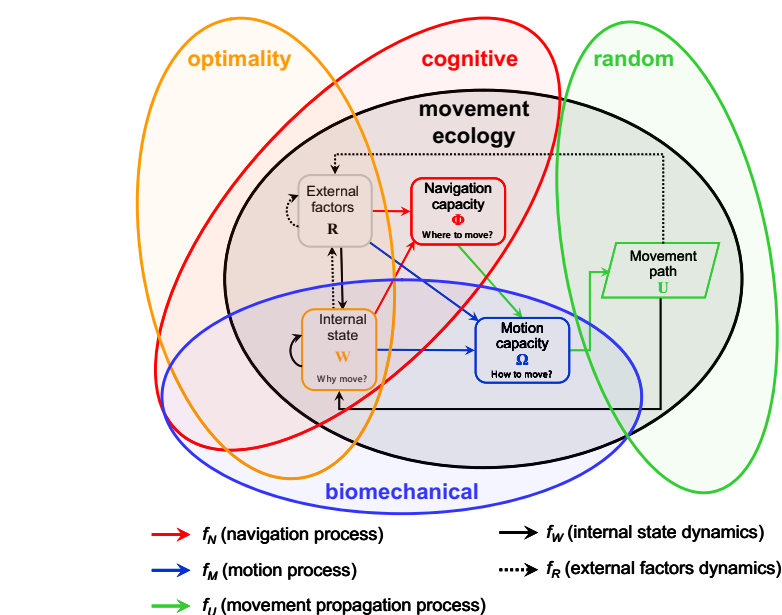 optimality
cognitive
random
movement
ecology
External
factors
R
Navigation
capacity
Φ
Where to move?
Movement
path
U
Internal
state
W
Why move?
Motion
capacity
Ω
How to move?
biomechanical
f_N (navigation process)
f_W (internal state dynamics)
f_M (motion process)
f_R (external factors dynamics)
f_U (movement propagation process)